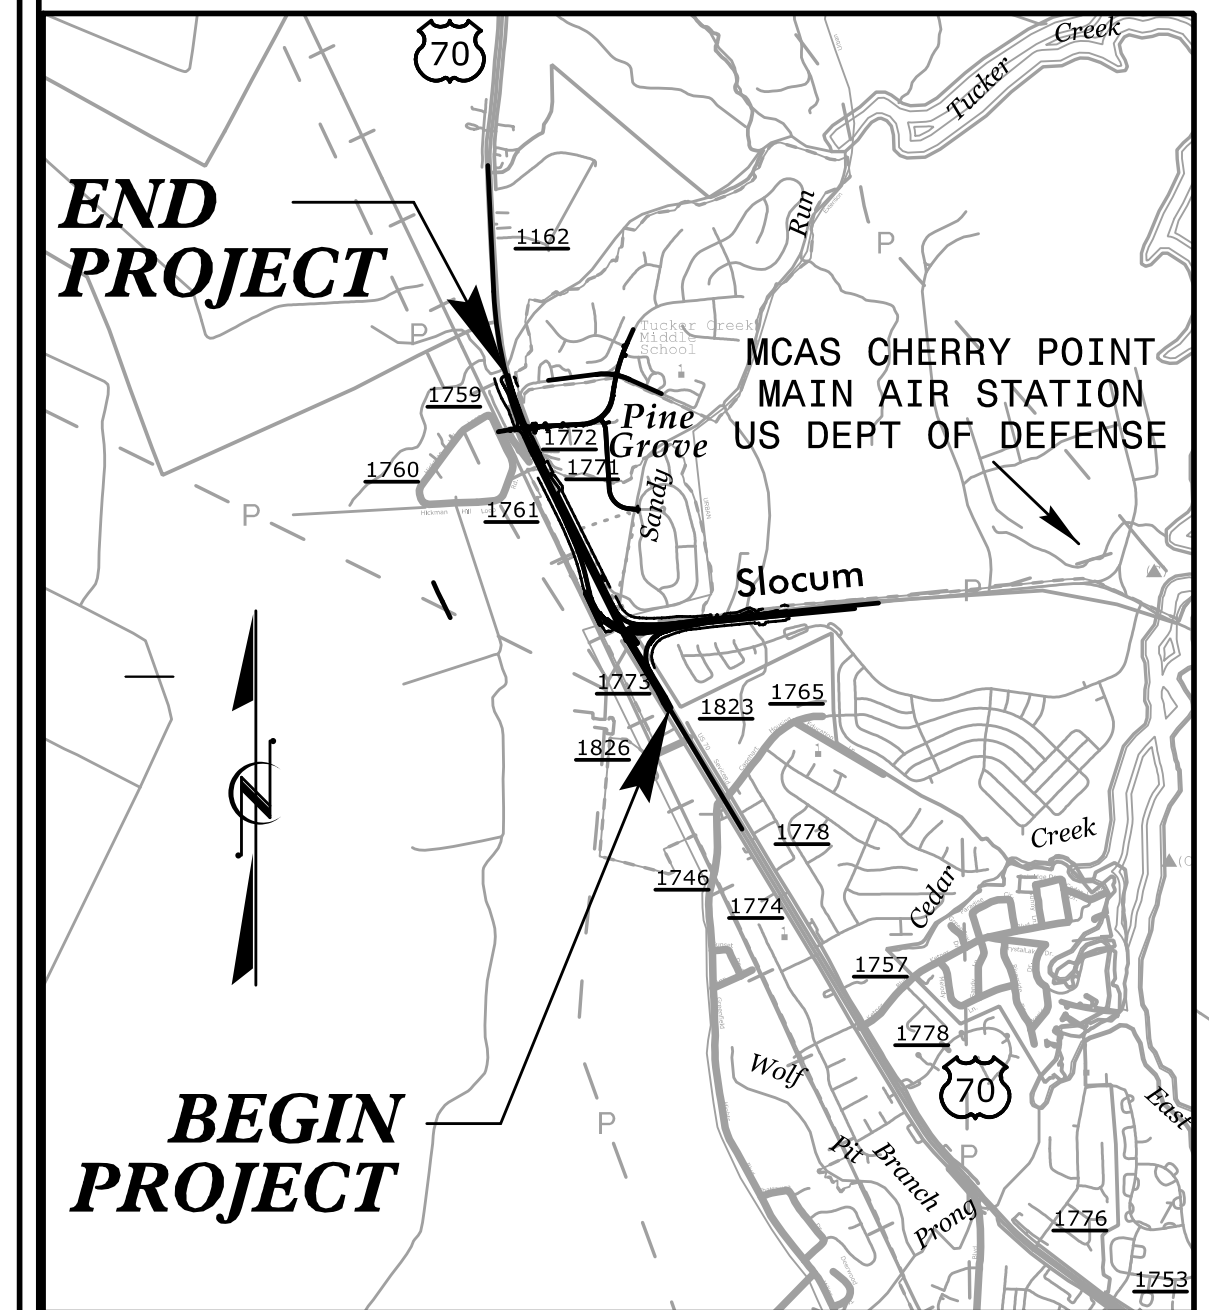 Creek
70
Tucker
END
PROJECT
Run
1162
P
Tucker Creek
Middle
School
P
MCAS CHERRY POINT
MAIN AIR STATION
US DEPT OF DEFENSE
1759
Pine
Grove
1772
1760
1771
Sandy
1761
P
Hickman Hill
Slocum
P
1773
1765
1823
1826
1778
Creek
1746
Cedar
1774
1757
1778
Wolf
70
East
P
Pit
Branch
P
Prong
BEGIN
PROJECT
1776
1753